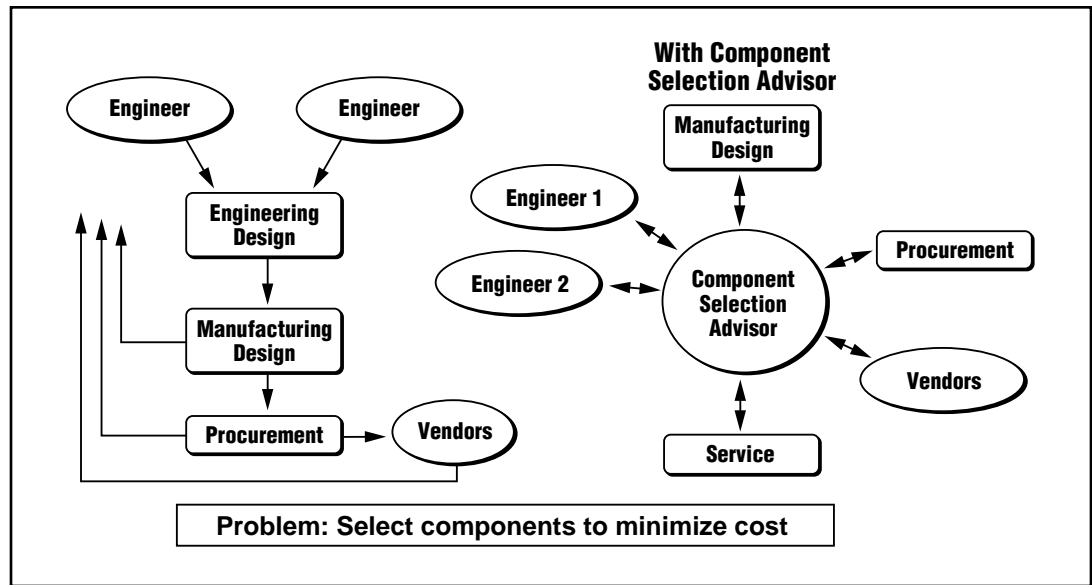 Engineer
Engineer
Engineering
Design
Manufacturing
Design
Procurement
Vendors
With Component
Selection Advisor
Manufacturing
Design
Engineer 1
Engineer 2
Component
Selection
Advisor
Procurement
Vendors
Service
Problem: Select components to minimize cost